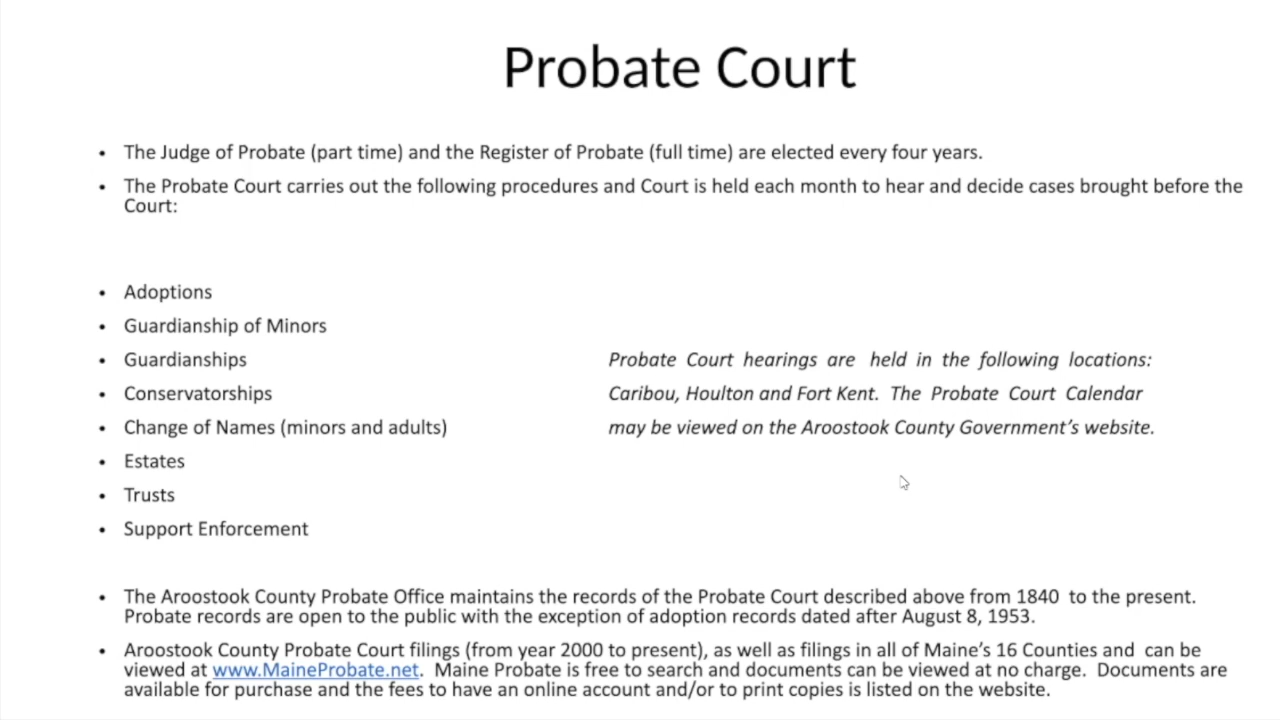 Probate Court
• The Judge of Probate (part time) and the Register of Probate (full time) are elected every four years.
• The Probate Court carries out the following procedures and Court is held each month to hear and decide cases brought before the
Court:
• Adoptions
• Guardianship of Minors
• Guardianships
• Conservatorships
• Change of Names (minors and adults)
• Estates
• Trusts
• Support Enforcement
Probate Court hearings are held in the following locations:
Caribou, Houlton and Fort Kent. The Probate Court Calendar
may be viewed on the Aroostook County Government’s website.
• The Aroostook County Probate Office maintains the records of the Probate Court described above from 1840 to the present.
Probate records are open to the public with the exception of adoption records dated after August 8, 1953.
• Aroostook County Probate Court filings (from year 2000 to present), as well as filings in all of Maine’s 16 Counties and can be
viewed at www.MaineProbate.net. Maine Probate is free to search and documents can be viewed at no charge. Documents are
available for purchase and the fees to have an online account and/or to print copies is listed on the website.